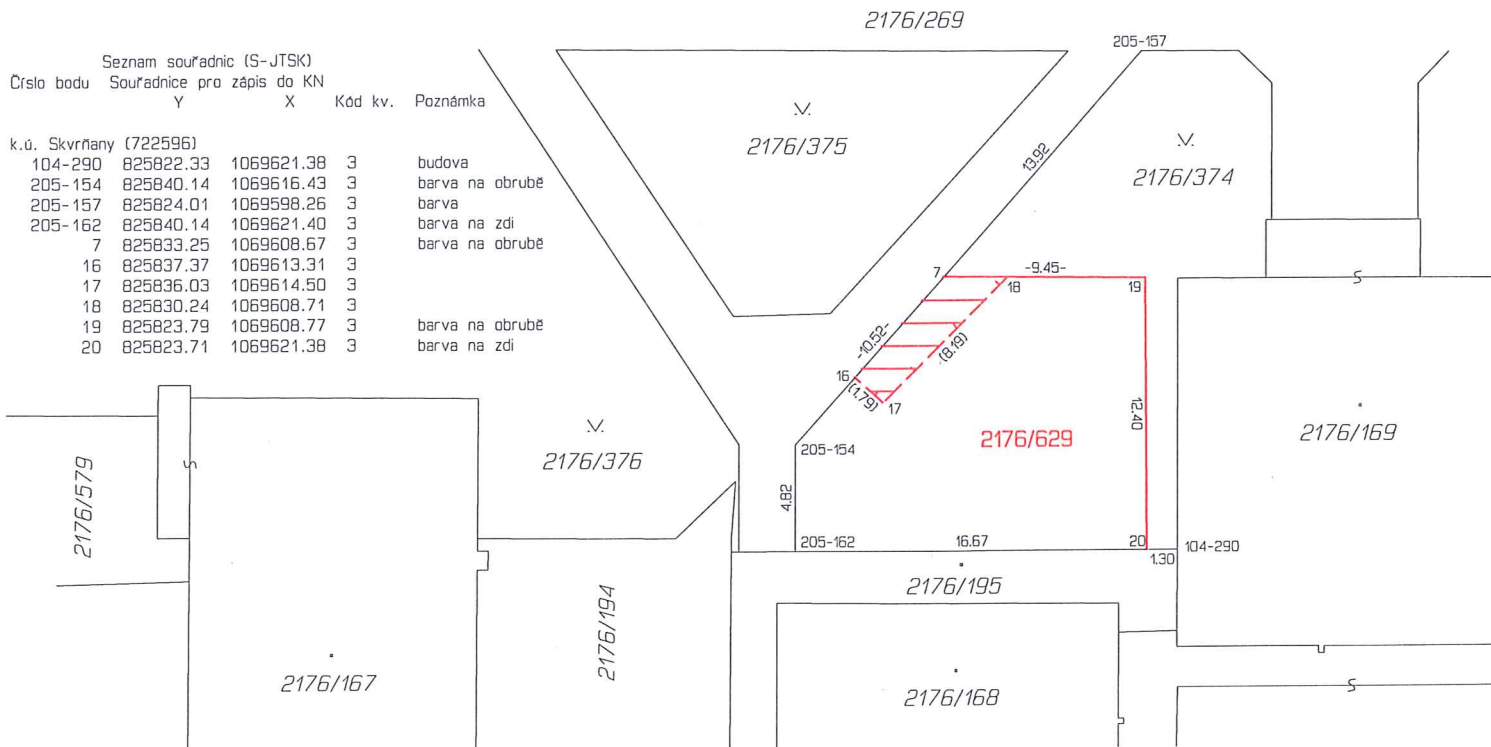 2176/269
Seznam souřadnic (S-JTSK)
Číslo bodu Souřadnice pro zápis do KN
Y X Kód kv. Poznámka
k.ú. Skvrňany (722596)
104-290 825822.33 1069621.38 3 budova
205-154 825840.14 1069616.43 3 barva na obrubě
205-157 825824.01 1069598.26 3 barva
205-162 825840.14 1069621.40 3 barva na zdi
7 825833.25 1069608.67 3 barva na obrubě
16 825837.37 1069613.31 3
17 825836.03 1069614.50 3
18 825830.24 1069608.71 3
19 825823.79 1069608.77 3 barva na obrubě
20 825823.71 1069621.38 3 barva na zdi
205-157
2176/375
13.92
2176/374
7
-9.45-
18
19
-10.52-
(8.19)
16
(1.79)
17
12.40
2176/629
2176/169
205-154
2176/376
2176/579
4.82
205-162
16.67
20
1.30
104-290
2176/195
2176/194
2176/167
2176/168